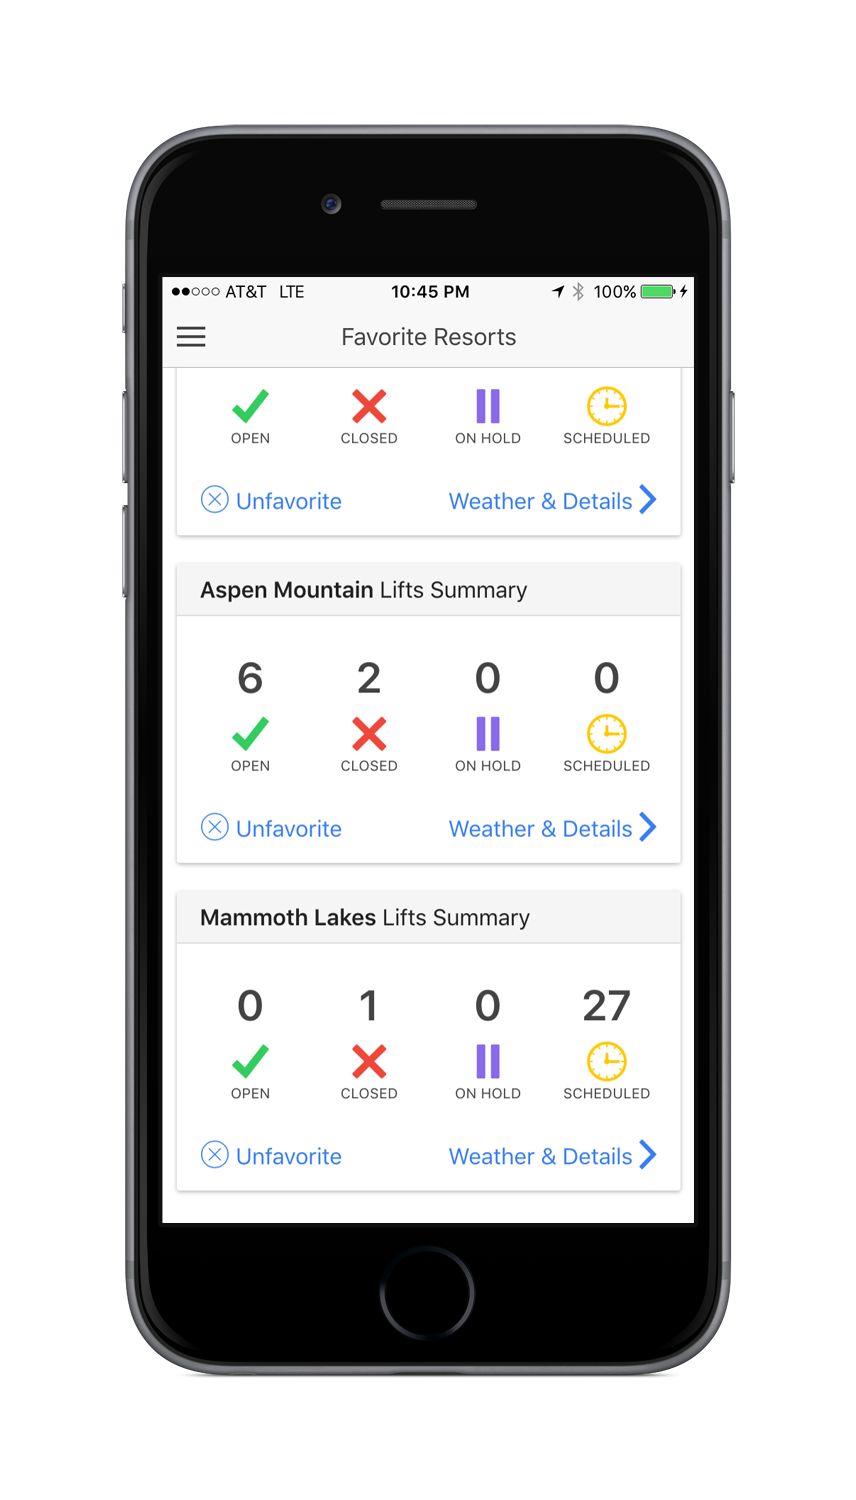 AT&T LTE 10:45 PM 100%
Favorite Resorts
OPEN CLOSED ON HOLD SCHEDULED
Unfavorite Weather & Details
Aspen Mountain Lifts Summary
6 2 0 0
OPEN CLOSED ON HOLD SCHEDULED
Unfavorite Weather & Details
Mammoth Lakes Lifts Summary
0 1 0 27
OPEN CLOSED ON HOLD SCHEDULED
Unfavorite Weather & Details